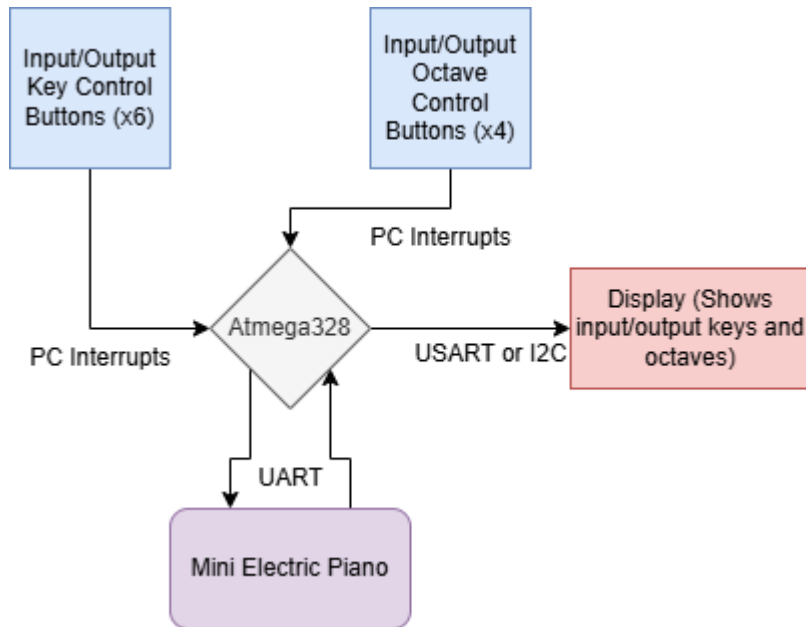 Input/Output
Key Control
Buttons (x6)
Input/Output
Octave
Control
Buttons (x4)
PC Interrupts
Atmega328
Display (Shows
input/output keys and
octaves)
PC Interrupts
USART or I2C
UART
Mini Electric Piano